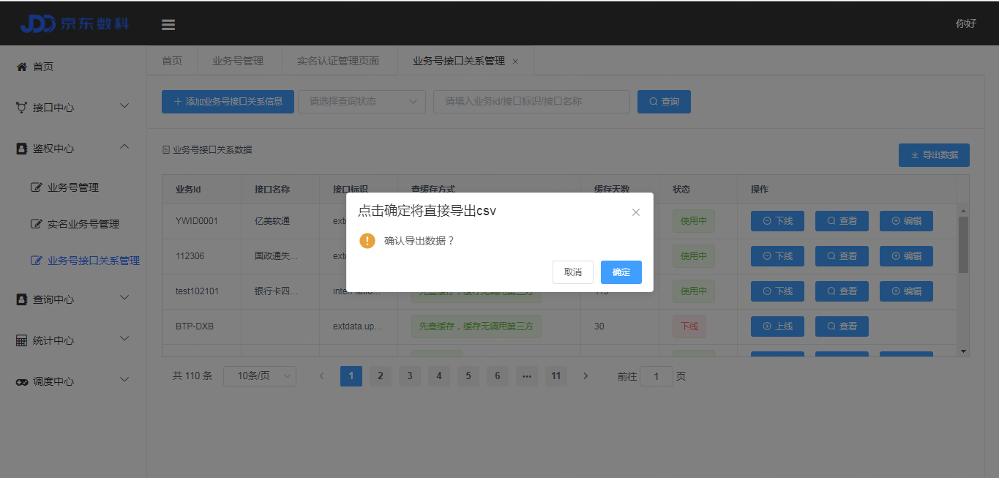 JDD 京东数科
你好
首页
接口中心
鉴权中心
业务号管理
实名业务号管理
业务号接口关系管理
查询中心
统计中心
调度中心
首页 业务号管理 实名认证管理页面 业务号接口关系管理 ×
+ 添加业务号接口关系信息 请选择查询状态 请填入业务id/接口标识/接口名称 查询
业务号接口关系数据
导出数据
业务Id 接口名称 接口标识 查缓存方式 缓存天数 状态 操作
YWID0001 亿美软通 使用中 下线 查看 编辑
112306 国政通失... 使用中 下线 查看 编辑
test102101 银行卡四... 使用中 下线 查看 编辑
BTP-DXB extdata.up... 先查缓存，缓存无调用第三方 30 下线 上线 查看
点击确定将直接导出csv
确认导出数据？
取消 确定
共 110 条 10条/页 < 1 2 3 4 5 6 ••• 11 > 前往 1 页